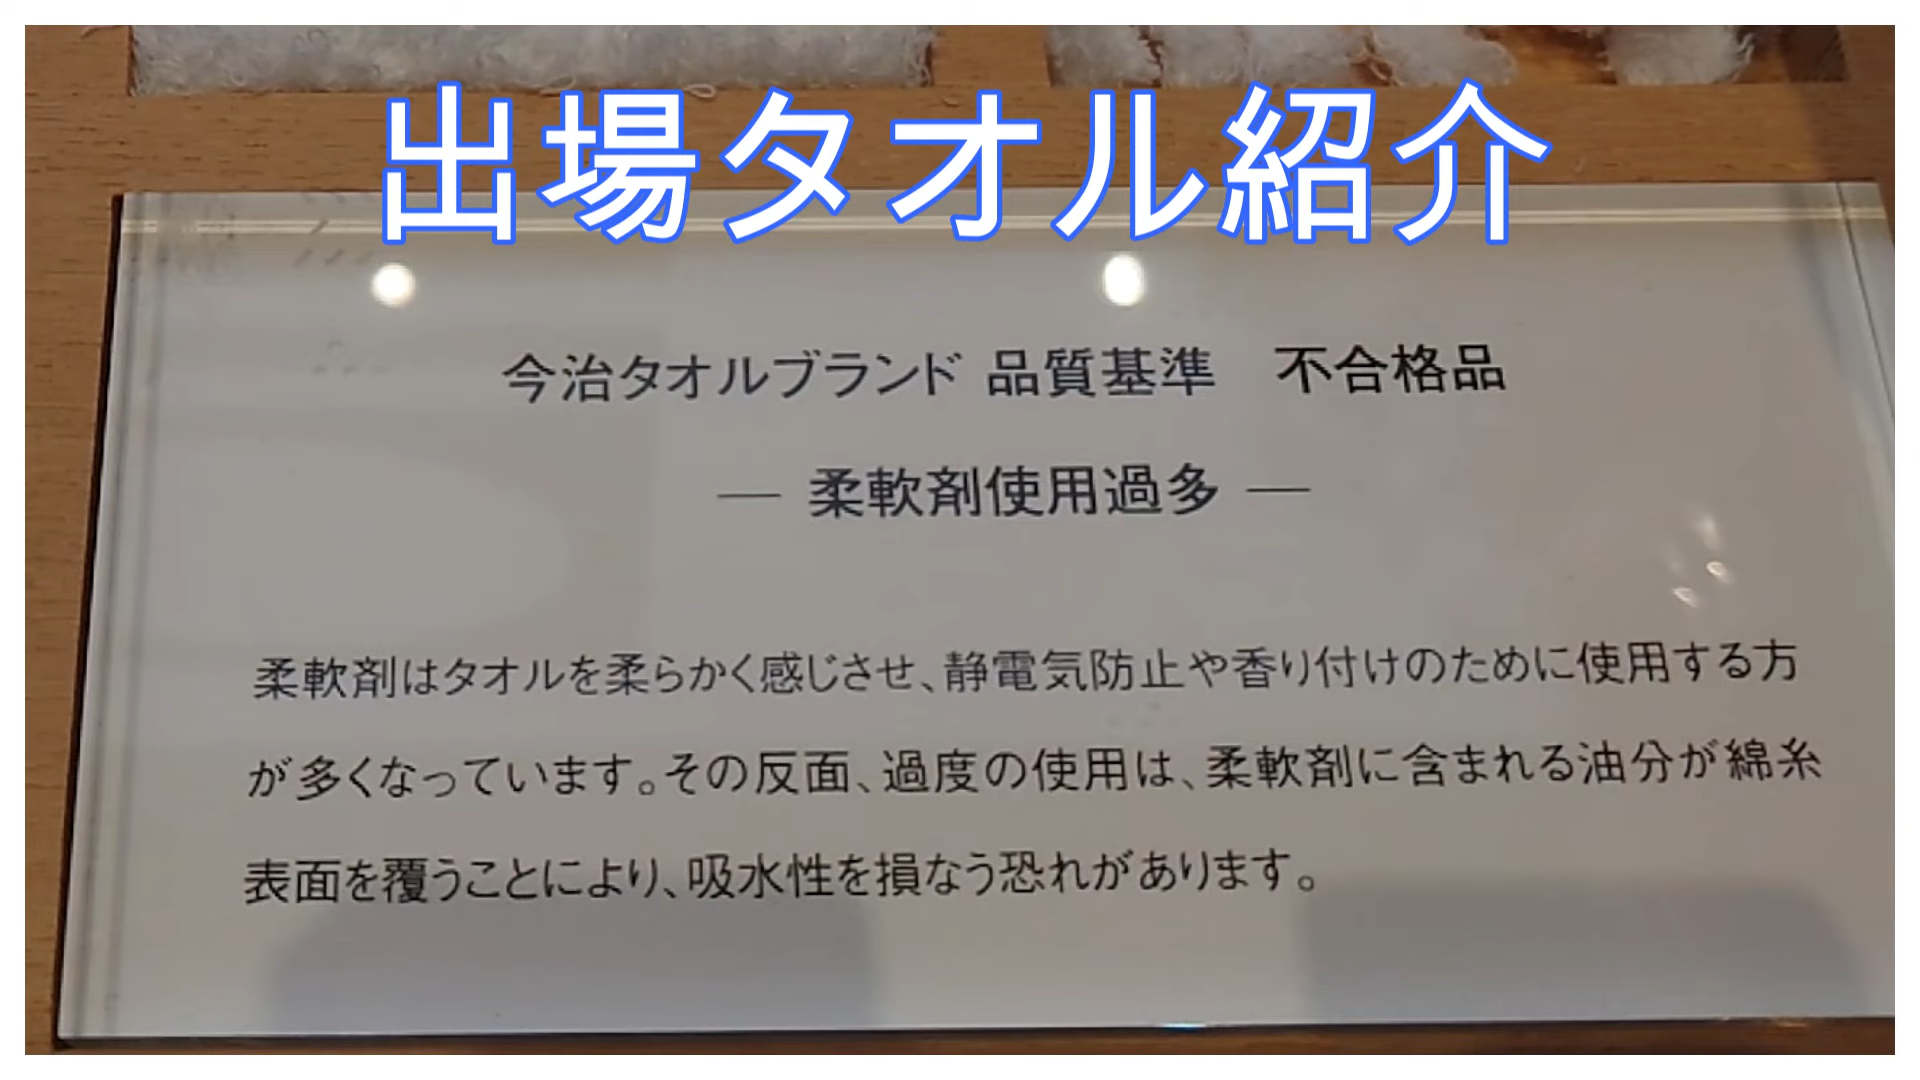 出場タオル紹介
今治タオルブランド 品質基準　不合格品
― 柔軟剤使用過多 ―
柔軟剤はタオルを柔らかく感じさせ、静電気防止や香り付けのために使用する方
が多くなっています。その反面、過度の使用は、柔軟剤に含まれる油分が綿糸
表面を覆うことにより、吸水性を損なう恐れがあります。